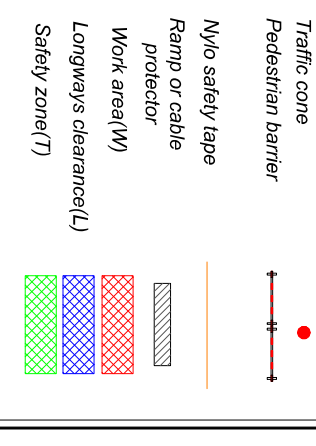 Traffic cone
Pedestrian barrier
Nylo safety tape
Ramp or cable
protector
Work area(W)
Longways clearance(L)
Safety zone(T)